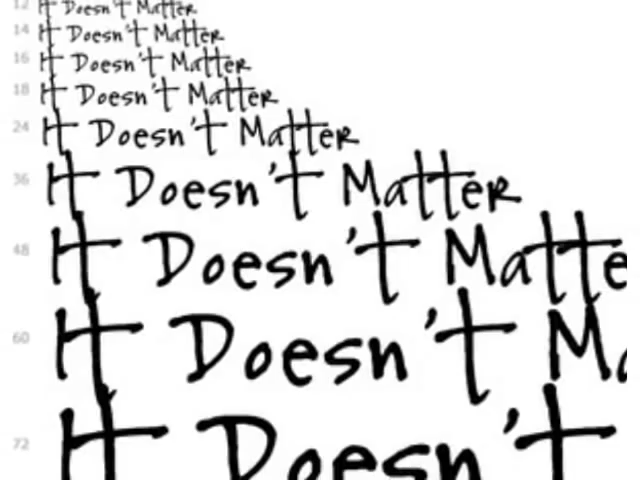 12 It Doesn't Matter
14 It Doesn't Matter
16 It Doesn't Matter
18 It Doesn't Matter
24 It Doesn't Matter
36 It Doesn't Matter
48 It Doesn't Matte
60 It Doesn't Ma
72 It Doesn't